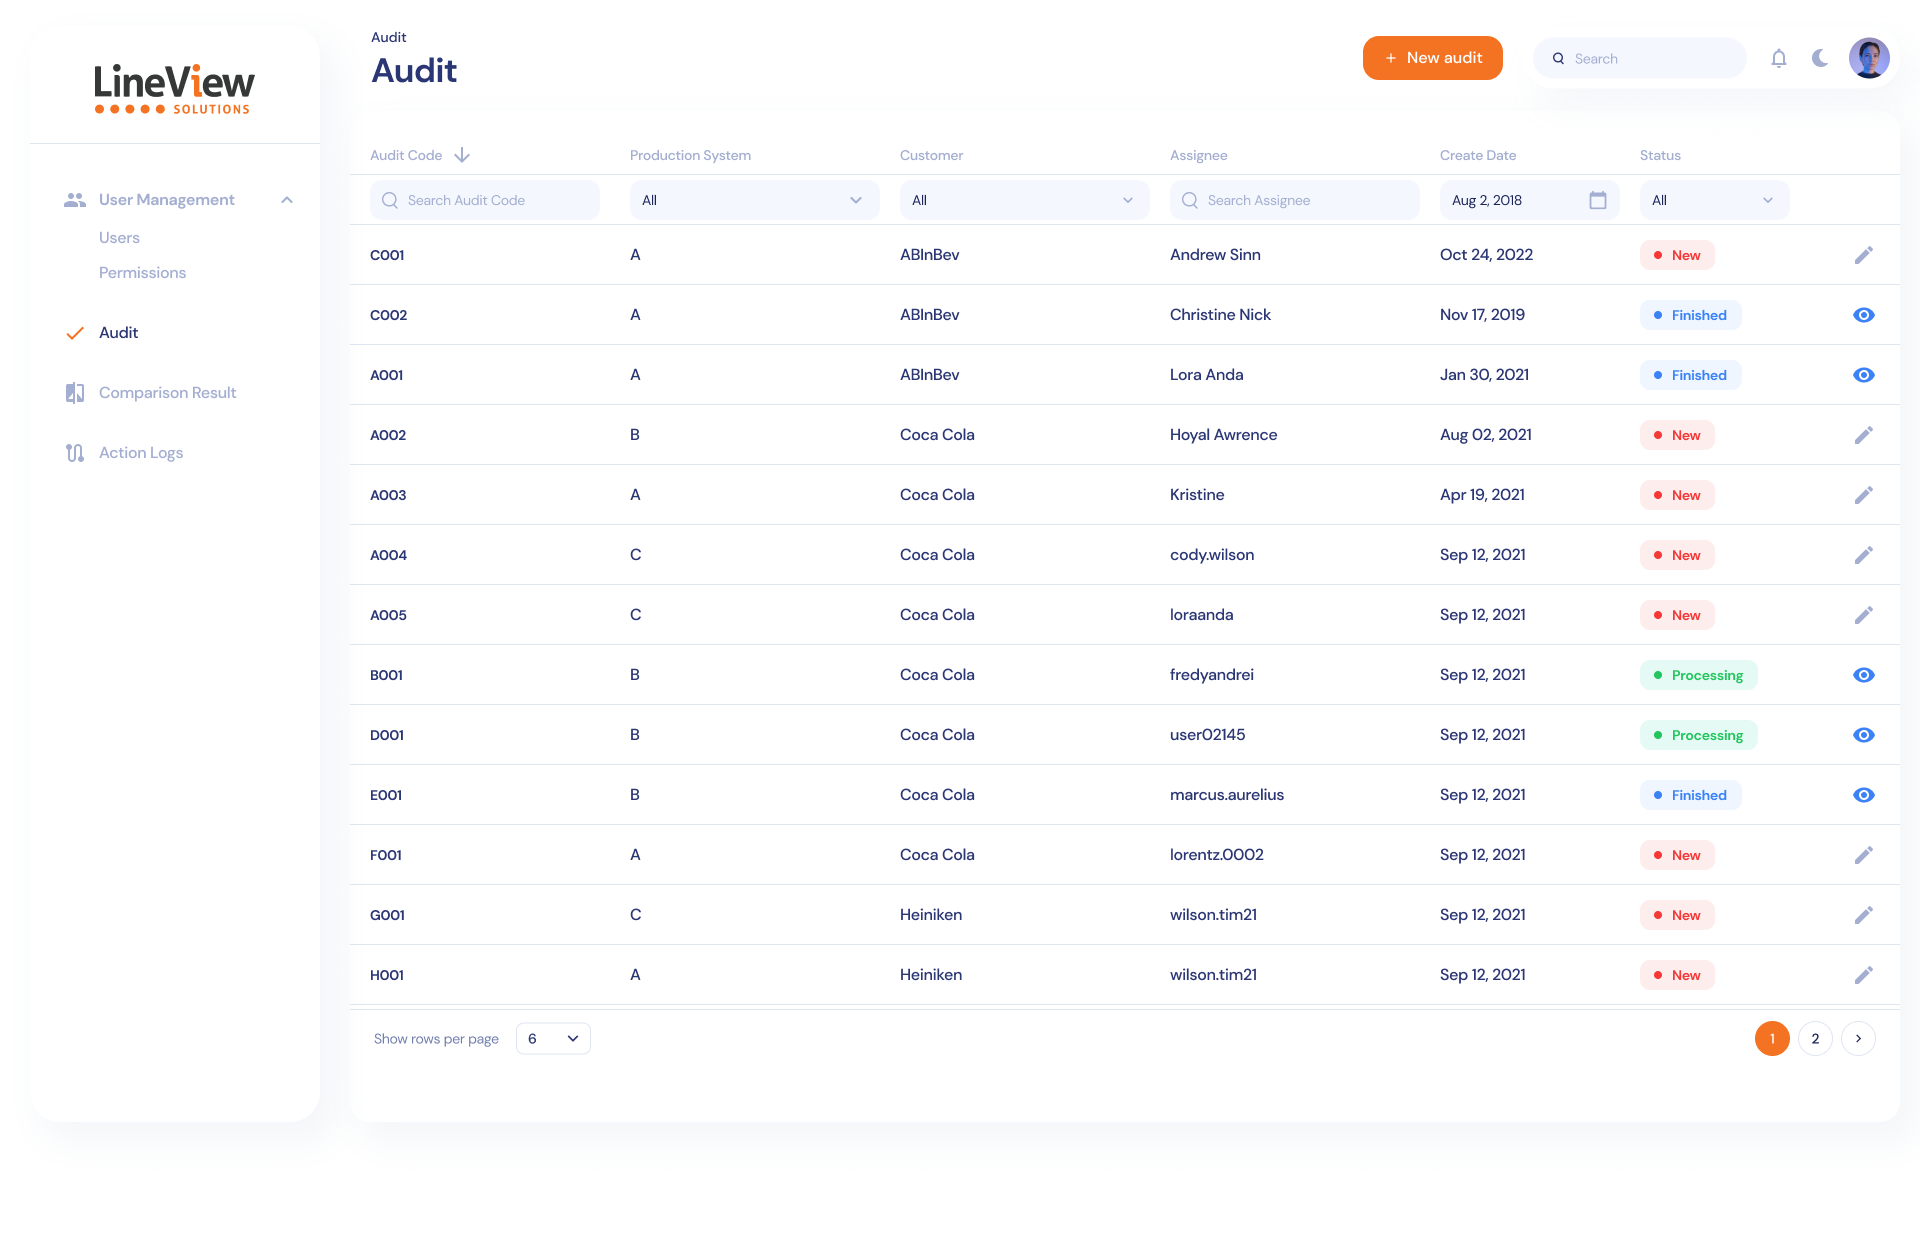 LineView
SOLUTIONS
User Management
Users
Permissions
Audit
Comparison Result
Action Logs
Audit
Audit
+ New audit
Search
Audit Code Production System Customer Assignee Create Date Status
Search Audit Code All All Search Assignee Aug 2, 2018 All
C001 A ABInBev Andrew Sinn Oct 24, 2022 New
C002 A ABInBev Christine Nick Nov 17, 2019 Finished
A001 A ABInBev Lora Anda Jan 30, 2021 Finished
A002 B Coca Cola Hoyal Awrence Aug 02, 2021 New
A003 A Coca Cola Kristine Apr 19, 2021 New
A004 C Coca Cola cody.wilson Sep 12, 2021 New
A005 C Coca Cola loraanda Sep 12, 2021 New
B001 B Coca Cola fredyandrei Sep 12, 2021 Processing
D001 B Coca Cola user02145 Sep 12, 2021 Processing
E001 B Coca Cola marcus.aurelius Sep 12, 2021 Finished
F001 A Coca Cola lorentz.0002 Sep 12, 2021 New
G001 C Heiniken wilson.tim21 Sep 12, 2021 New
H001 A Heiniken wilson.tim21 Sep 12, 2021 New
Show rows per page 6 1 2